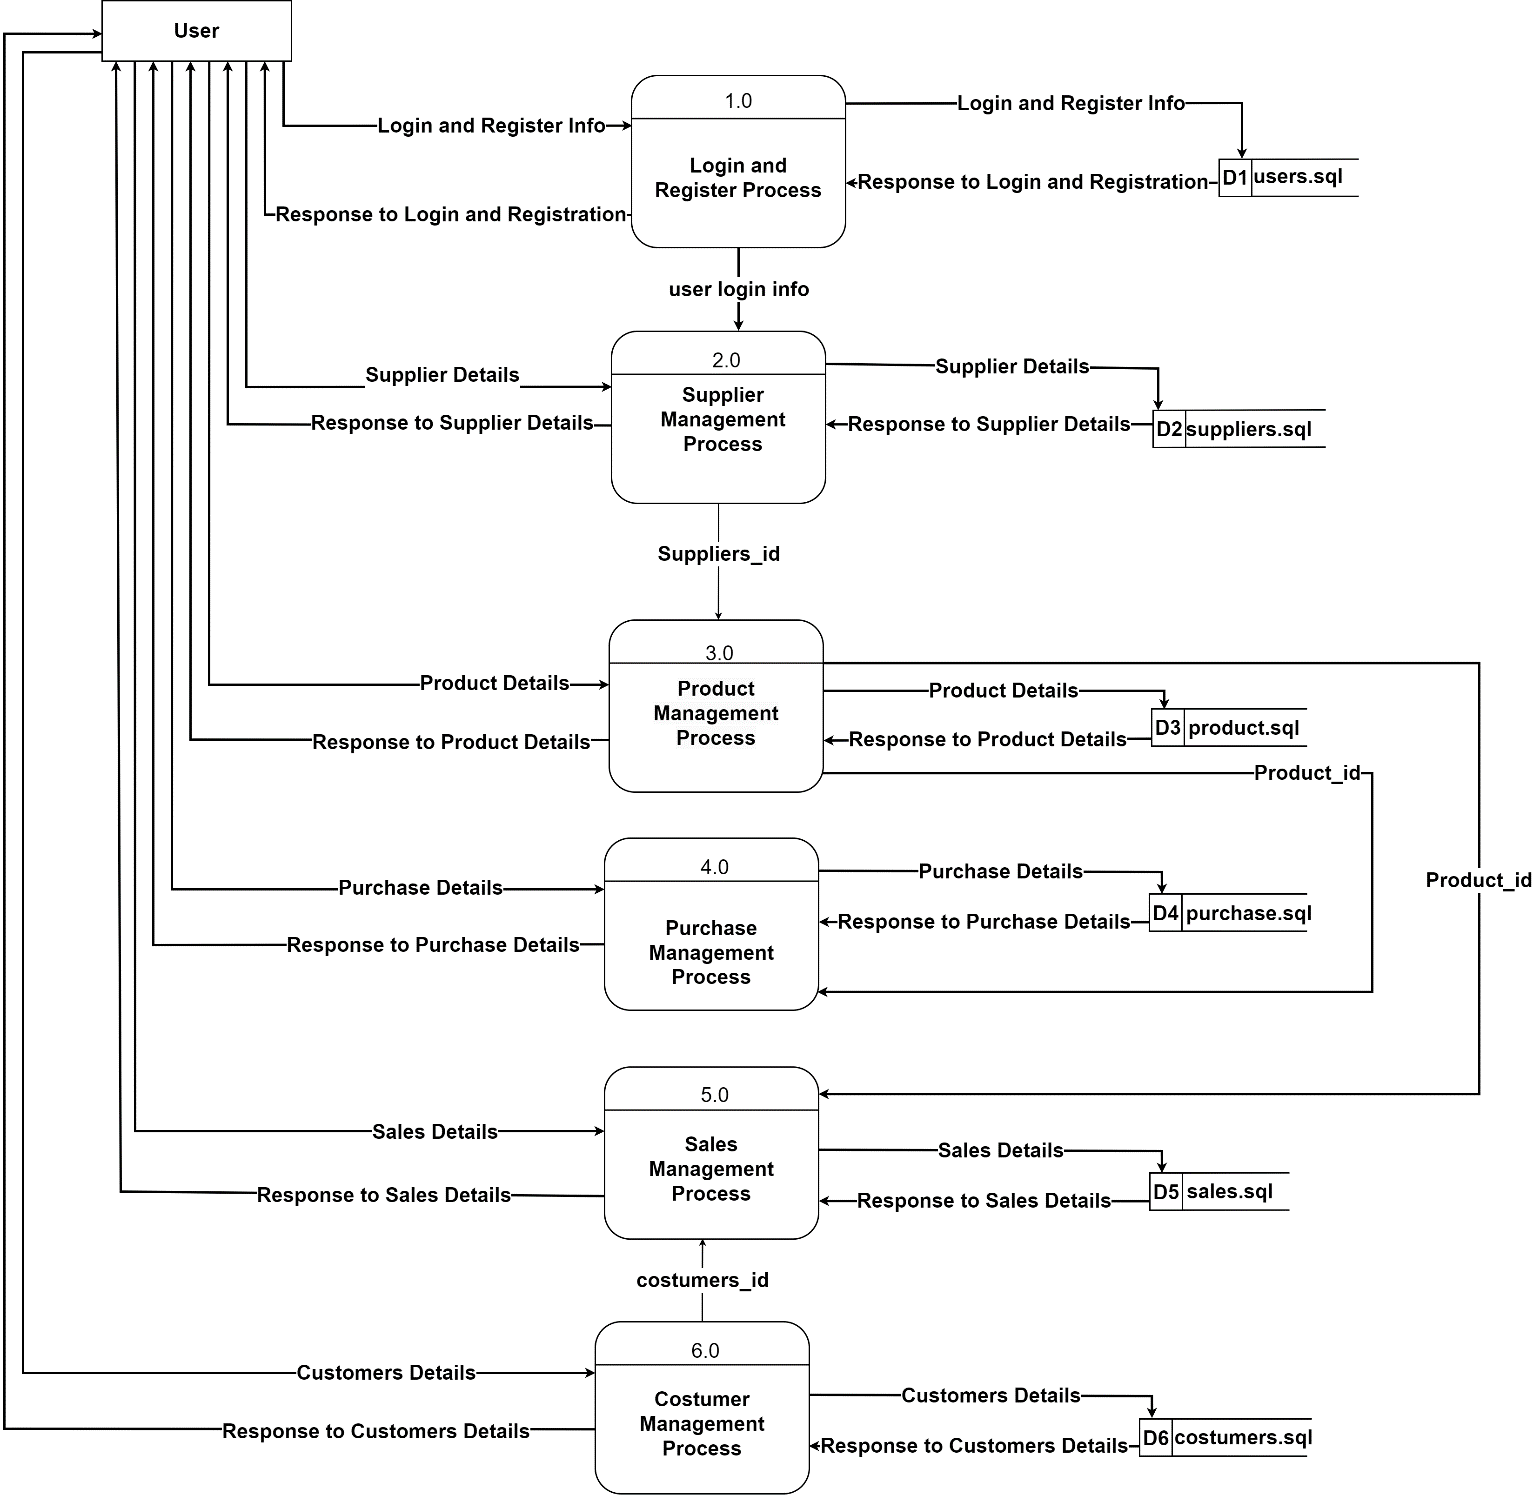 User
1.0
Login and Register Info
Login and Register Info
Login and
Register Process
D1 users.sql
Response to Login and Registration
Response to Login and Registration
user login info
2.0
Supplier Details
Supplier Details
Supplier
Management
Process
Response to Supplier Details
Response to Supplier Details
D2 suppliers.sql
Suppliers_id
3.0
Product Details
Product Details
Product
Management
Process
D3 product.sql
Response to Product Details
Response to Product Details
Product_id
4.0
Purchase Details
Product_id
Purchase Details
D4 purchase.sql
Response to Purchase Details
Purchase
Management
Process
Response to Purchase Details
5.0
Sales Details
Sales Details
Sales
Management
Process
D5 sales.sql
Response to Sales Details
Response to Sales Details
costumers_id
6.0
Customers Details
Customers Details
Costumer
Management
Process
Response to Customers Details
D6 costumers.sql
Response to Customers Details